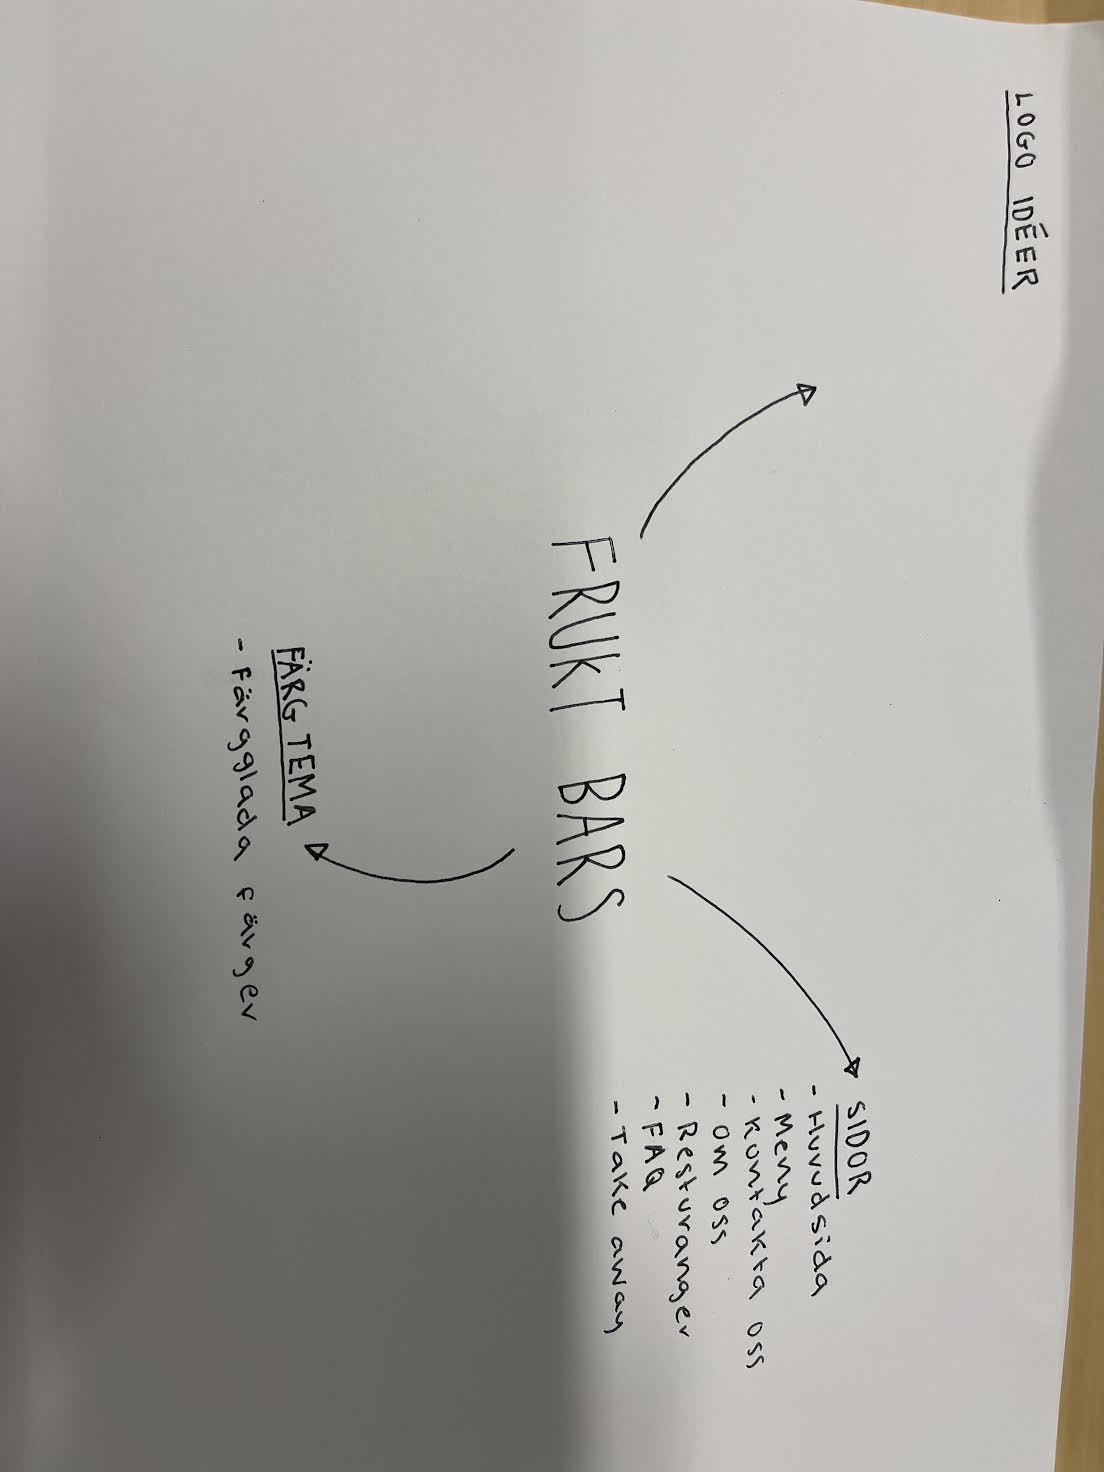 LOGO IDÉER
FRUKT BARS
SIDOR
- Huvudsida
- Meny
- Kontakta oss
- Om oss
- Resturanger
- FAQ
- Take away
FÄRG TEMA
- Färgglada färger